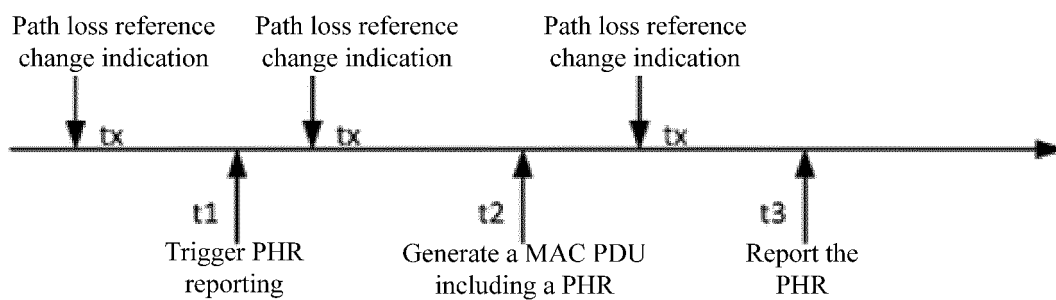 Path loss reference
change indication
Path loss reference
change indication
Path loss reference
change indication
tx
tx
tx
t1
t2
t3
Trigger PHR
reporting
Generate a MAC PDU
including a PHR
Report the
PHR